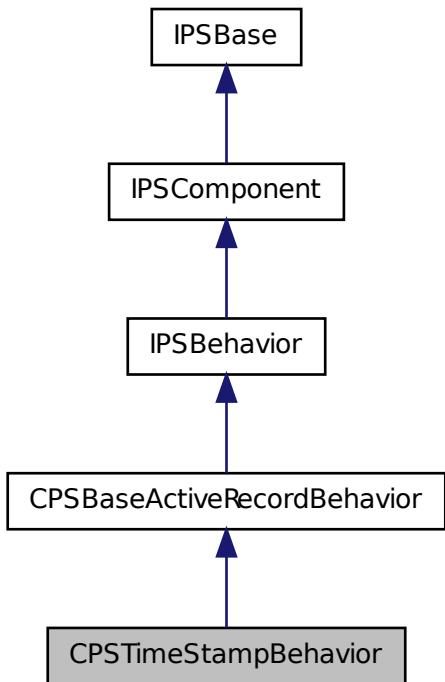 IPSBase
IPSComponent
IPSBehavior
CPSBaseActiveRecordBehavior
CPSTimeStampBehavior